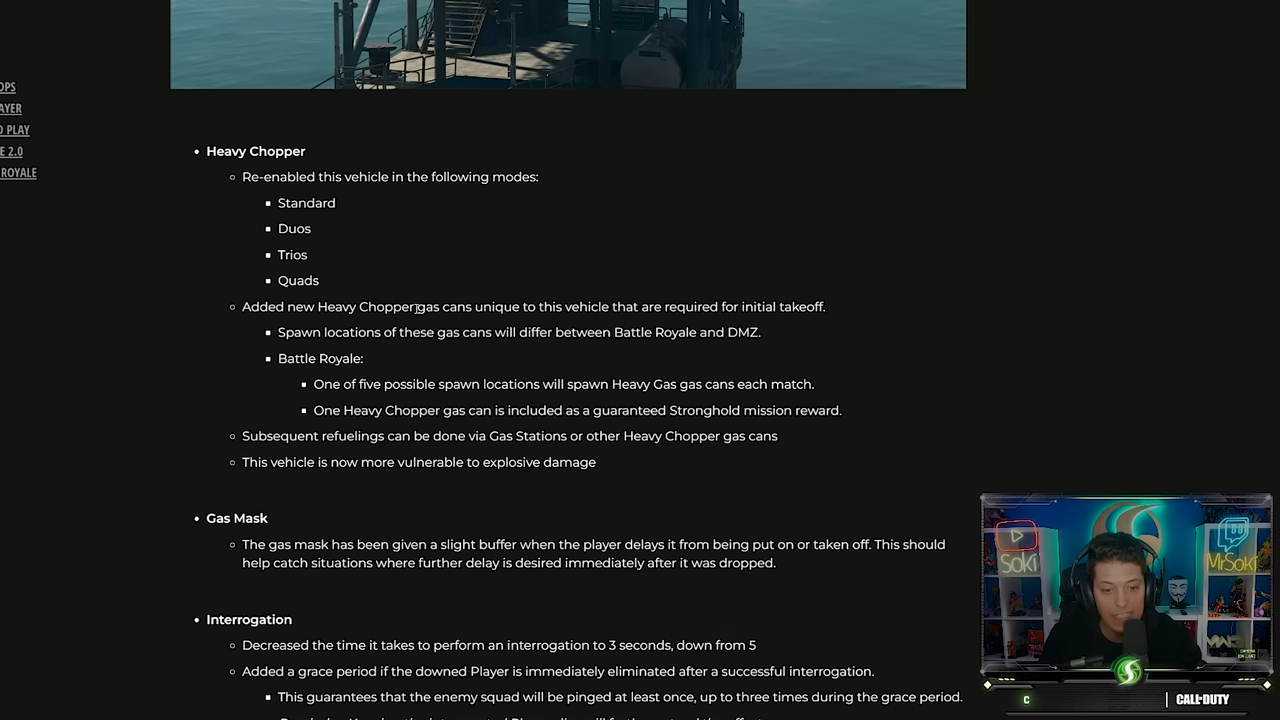 OPS
AYER
D PLAY
E 2.0
ROYALE
• Heavy Chopper
Re-enabled this vehicle in the following modes:
Standard
Duos
Trios
Quads
Added new Heavy Chopper gas cans unique to this vehicle that are required for initial takeoff.
Spawn locations of these gas cans will differ between Battle Royale and DMZ.
Battle Royale:
One of five possible spawn locations will spawn Heavy Gas gas cans each match.
One Heavy Chopper gas can is included as a guaranteed Stronghold mission reward.
Subsequent refuelings can be done via Gas Stations or other Heavy Chopper gas cans
This vehicle is now more vulnerable to explosive damage
• Gas Mask
The gas mask has been given a slight buffer when the player delays it from being put on or taken off. This should
help catch situations where further delay is desired immediately after it was dropped.
• Interrogation
Decreased the time it takes to perform an interrogation to 3 seconds, down from 5
Added a grace period if the downed Player is immediately eliminated after a successful interrogation.
This guarantees that the enemy squad will be pinged at least once, up to three times during the grace period.
Soki
MrSoki
C
CALL·DUTY